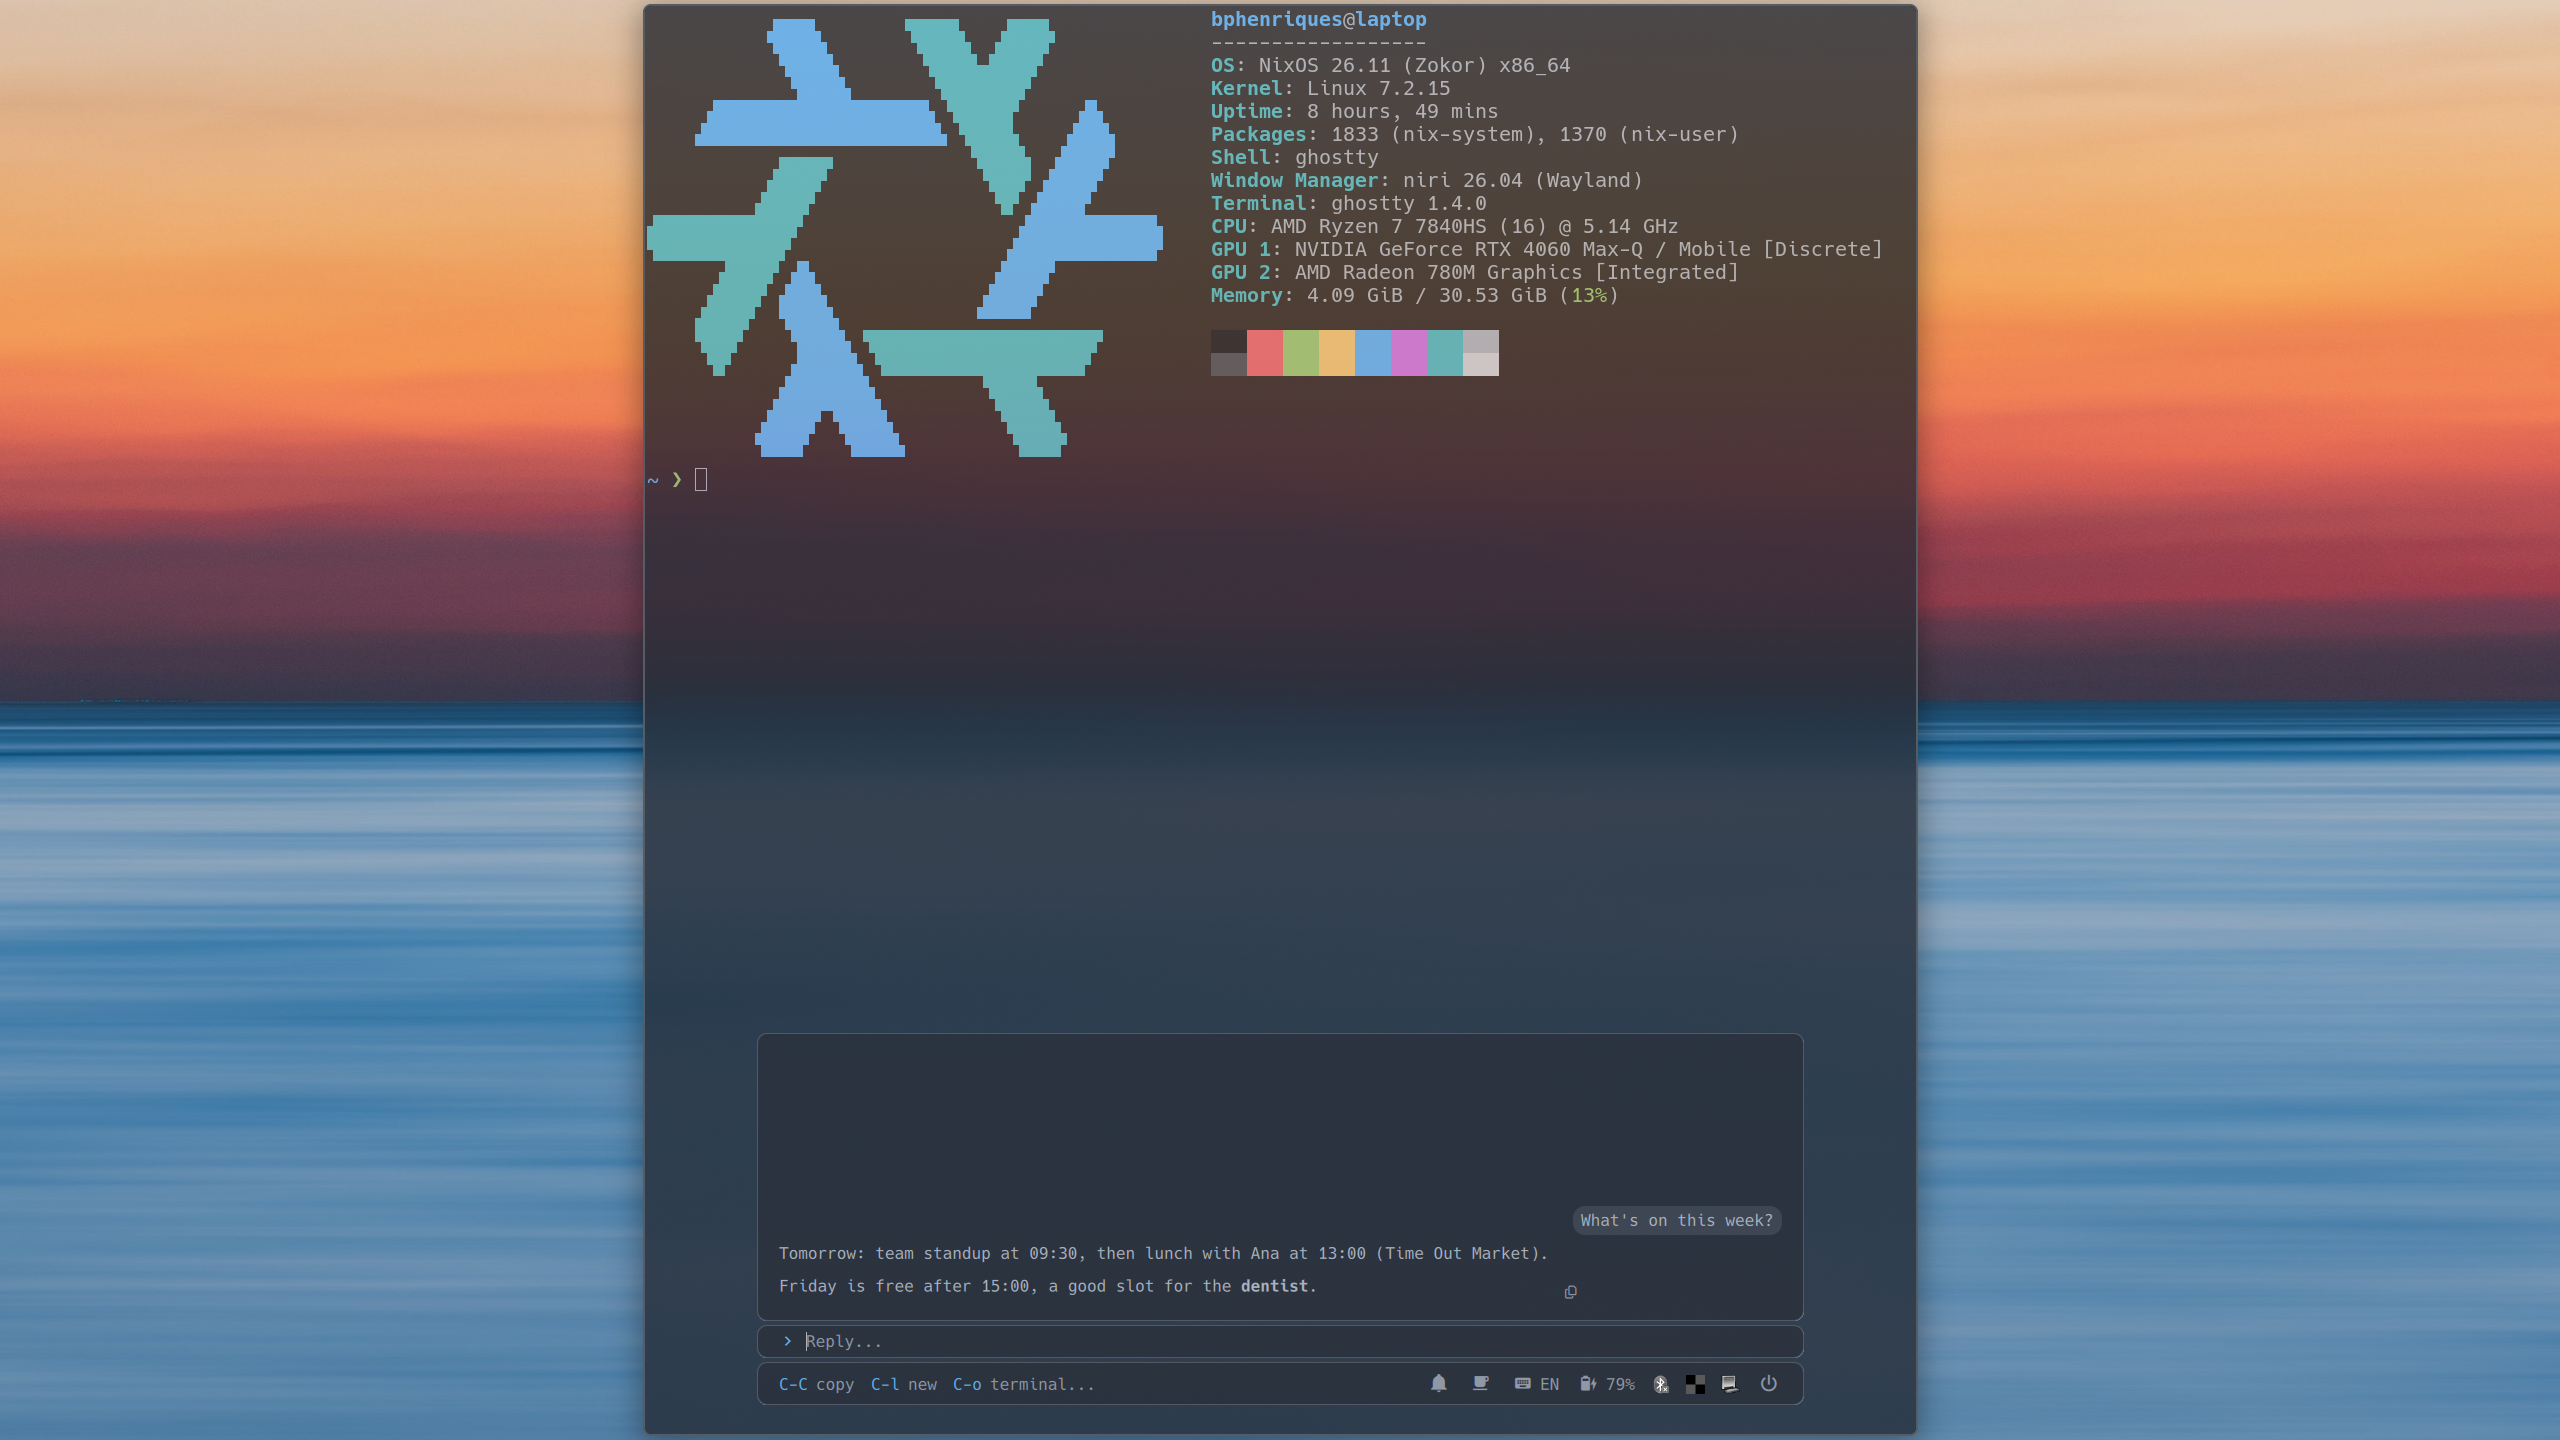 bphenriques@laptop
------------------
OS: NixOS 26.11 (Zokor) x86_64
Kernel: Linux 7.2.15
Uptime: 8 hours, 49 mins
Packages: 1833 (nix-system), 1370 (nix-user)
Shell: ghostty
Window Manager: niri 26.04 (Wayland)
Terminal: ghostty 1.4.0
CPU: AMD Ryzen 7 7840HS (16) @ 5.14 GHz
GPU 1: NVIDIA GeForce RTX 4060 Max-Q / Mobile [Discrete]
GPU 2: AMD Radeon 780M Graphics [Integrated]
Memory: 4.09 GiB / 30.53 GiB (13%)
~ ❯
What's on this week?
Tomorrow: team standup at 09:30, then lunch with Ana at 13:00 (Time Out Market).
Friday is free after 15:00, a good slot for the dentist.
› Reply...
C-C copy C-l new C-o terminal... EN 79%